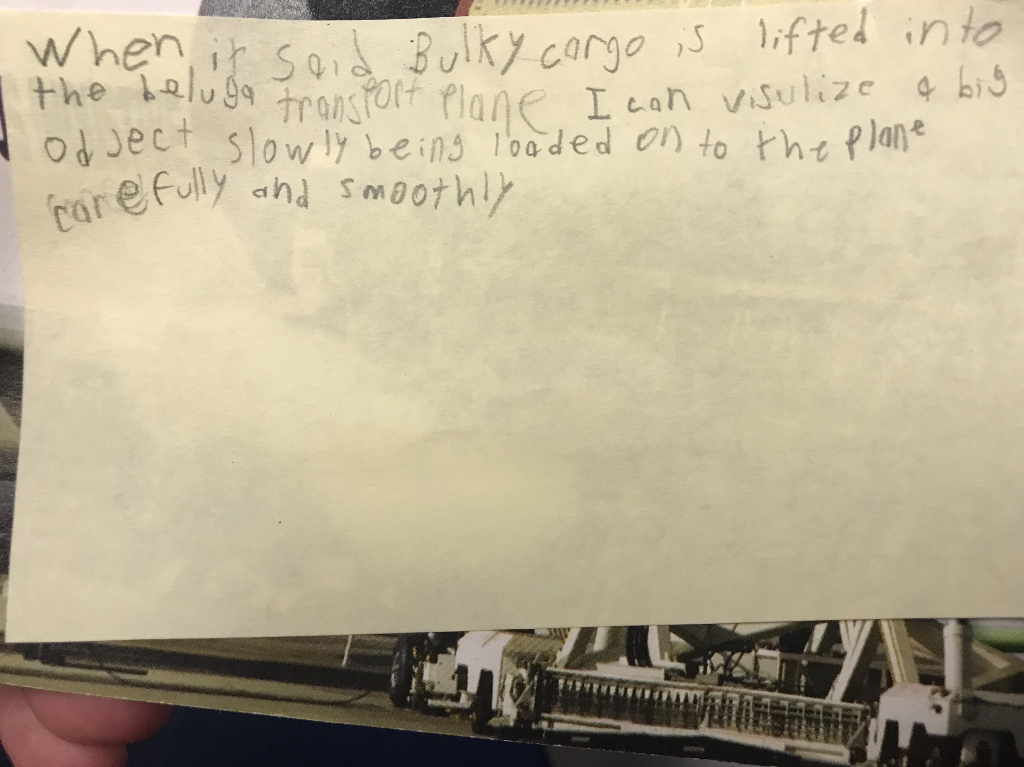 When it said Bulky cargo is lifted into
the beluga transport plane I can visulize a big
odject slowly being loaded on to the plane
carefully and smoothly